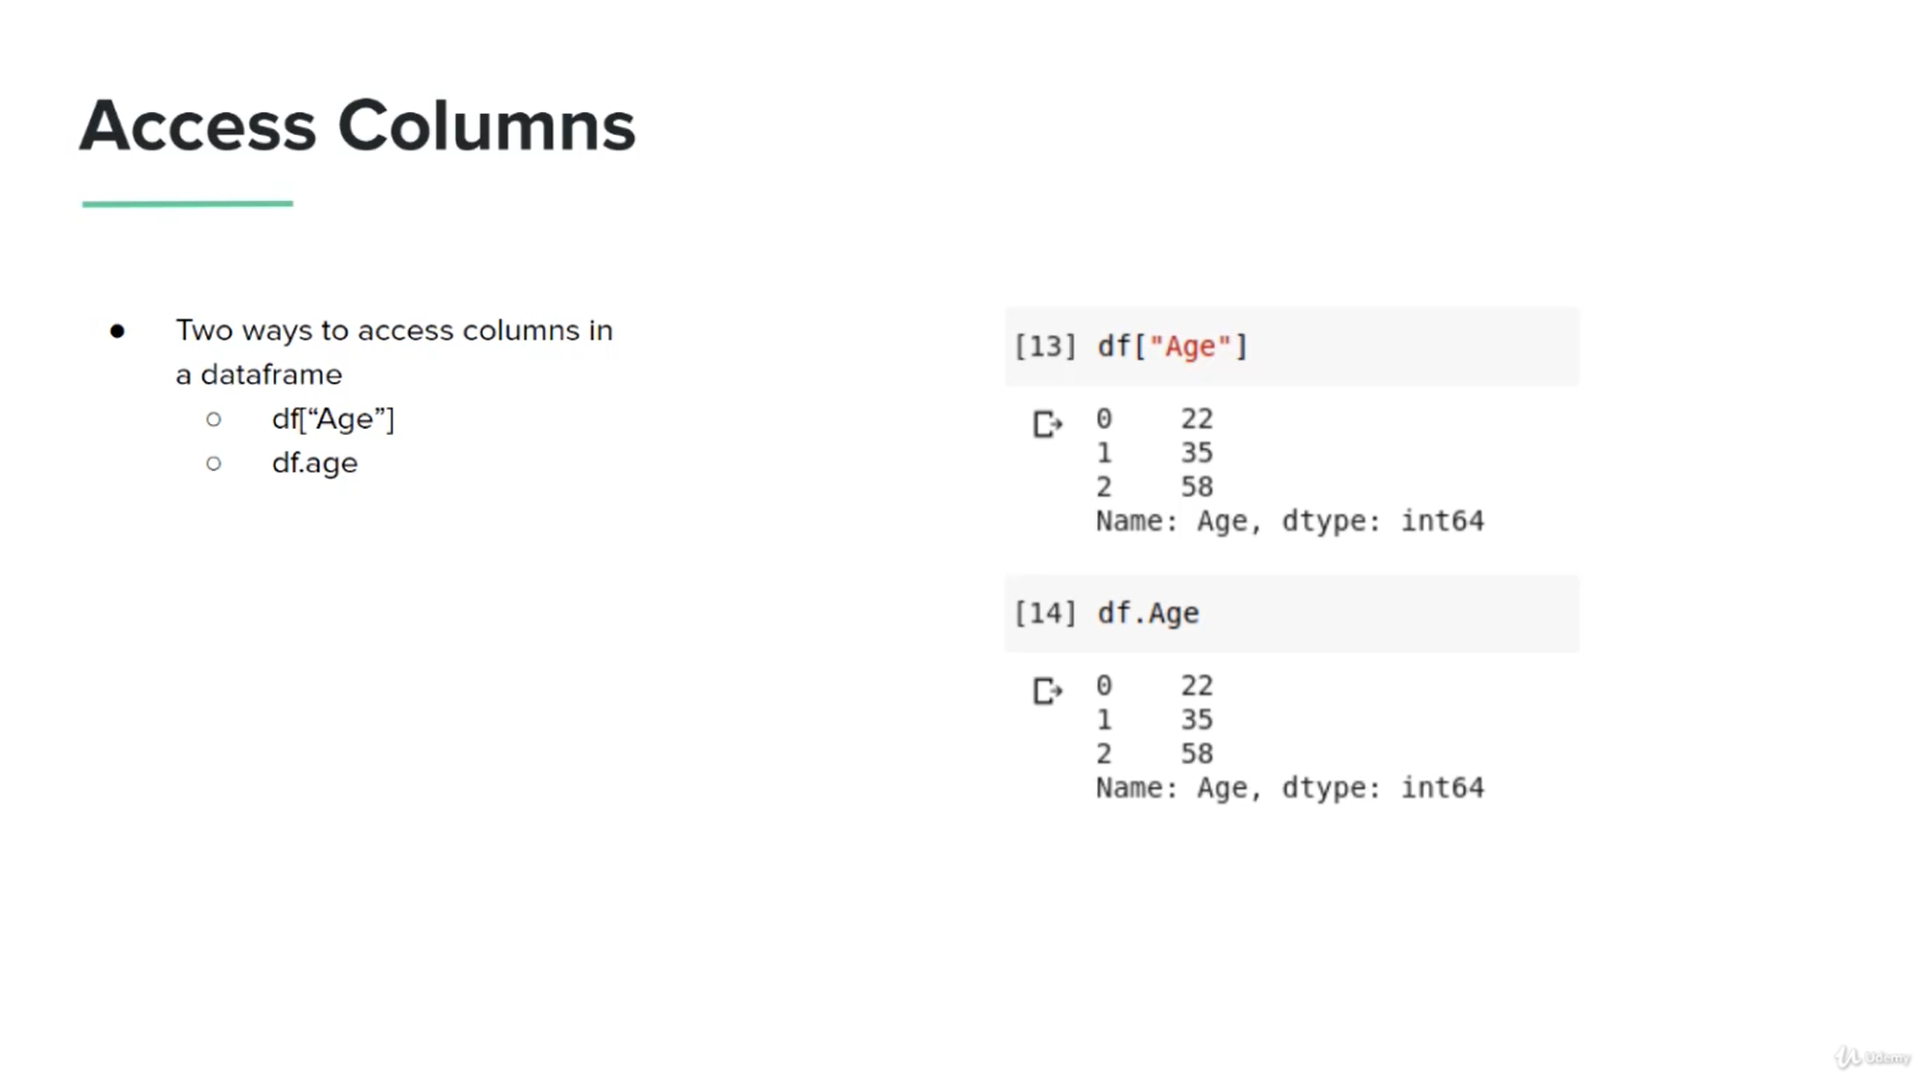 Access Columns
● Two ways to access columns in
a dataframe
○ df[“Age”]
○ df.age
[13] df["Age"]
0 22
1 35
2 58
Name: Age, dtype: int64
[14] df.Age
0 22
1 35
2 58
Name: Age, dtype: int64
Udemy